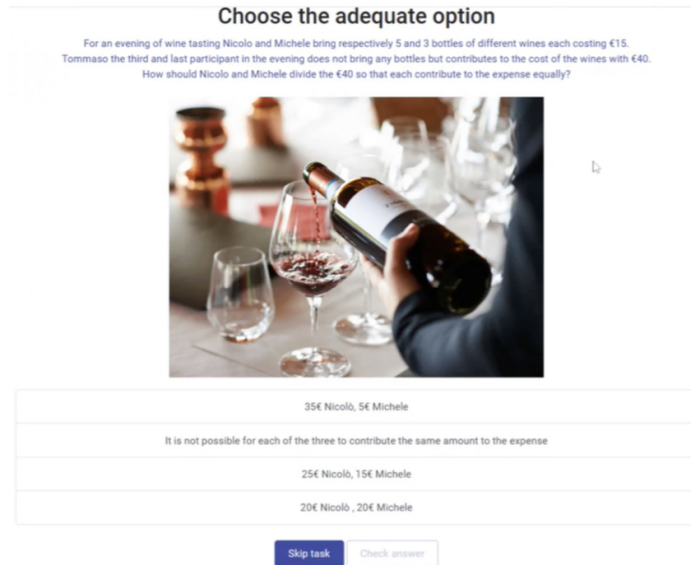 Choose the adequate option
For an evening of wine tasting Nicolo and Michele bring respectively 5 and 3 bottles of different wines each costing €15.
Tommaso the third and last participant in the evening does not bring any bottles but contributes to the cost of the wines with €40.
How should Nicolo and Michele divide the €40 so that each contribute to the expense equally?
35€ Nicolò, 5€ Michele
It is not possible for each of the three to contribute the same amount to the expense
25€ Nicolò, 15€ Michele
20€ Nicolò , 20€ Michele
Skip task
Check answer